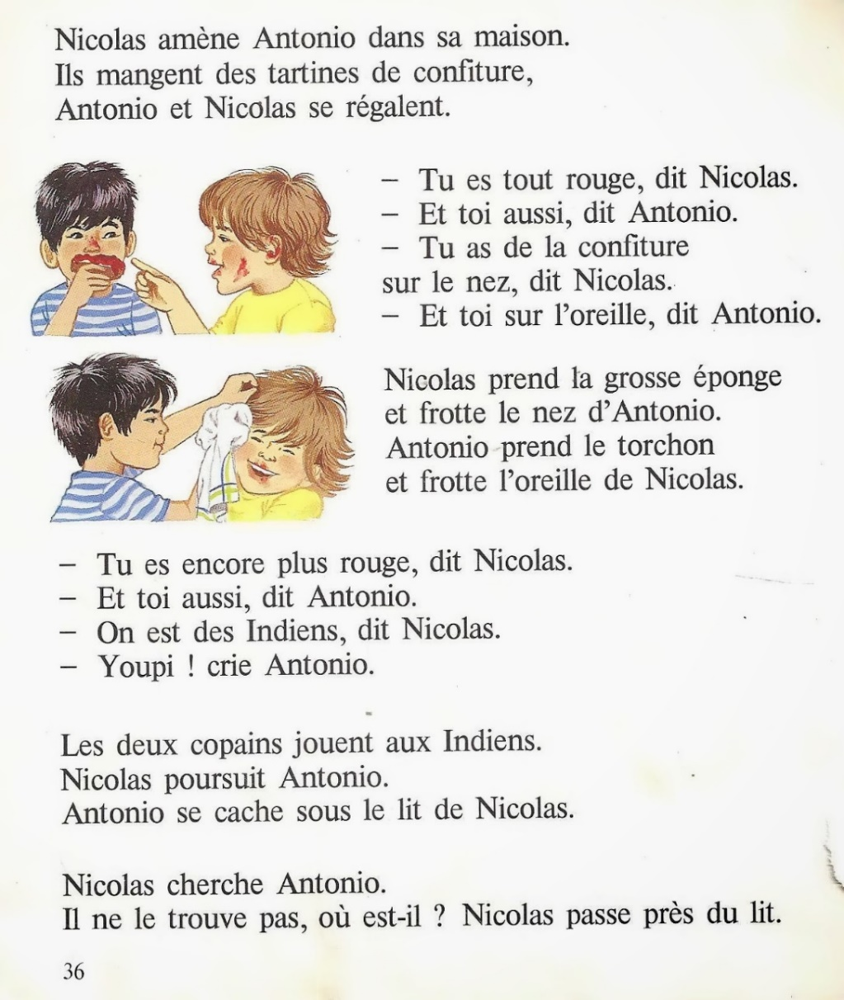 Nicolas amène Antonio dans sa maison.
Ils mangent des tartines de confiture,
Antonio et Nicolas se régalent.
– Tu es tout rouge, dit Nicolas.
– Et toi aussi, dit Antonio.
– Tu as de la confiture
sur le nez, dit Nicolas.
– Et toi sur l'oreille, dit Antonio.
Nicolas prend la grosse éponge
et frotte le nez d'Antonio.
Antonio prend le torchon
et frotte l'oreille de Nicolas.
– Tu es encore plus rouge, dit Nicolas.
– Et toi aussi, dit Antonio.
– On est des Indiens, dit Nicolas.
– Youpi ! crie Antonio.
Les deux copains jouent aux Indiens.
Nicolas poursuit Antonio.
Antonio se cache sous le lit de Nicolas.
Nicolas cherche Antonio.
Il ne le trouve pas, où est-il ? Nicolas passe près du lit.
36